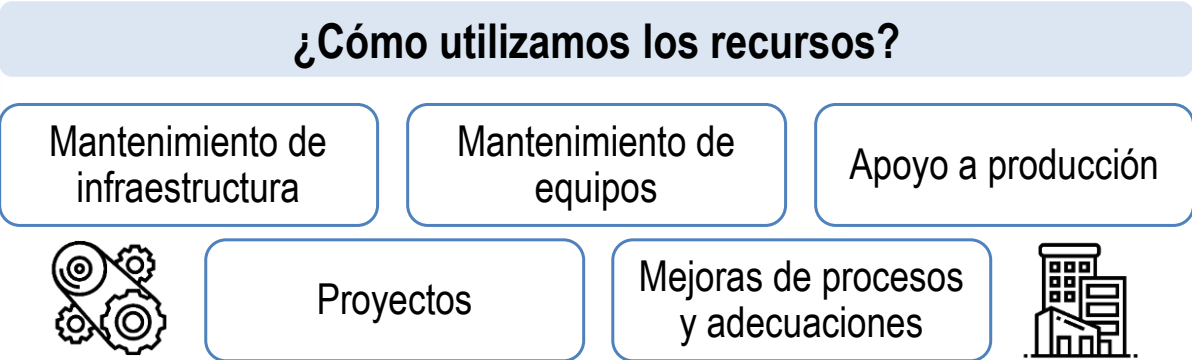 ¿Cómo utilizamos los recursos?
Mantenimiento de
infraestructura
Mantenimiento de
equipos
Apoyo a producción
Proyectos
Mejoras de procesos
y adecuaciones